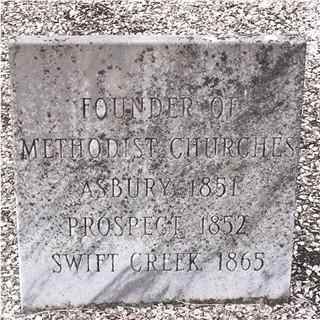 FOUNDER OF
METHODIST CHURCHES
ASBURY 1851
PROSPECT 1852
SWIFT CREEK 1865